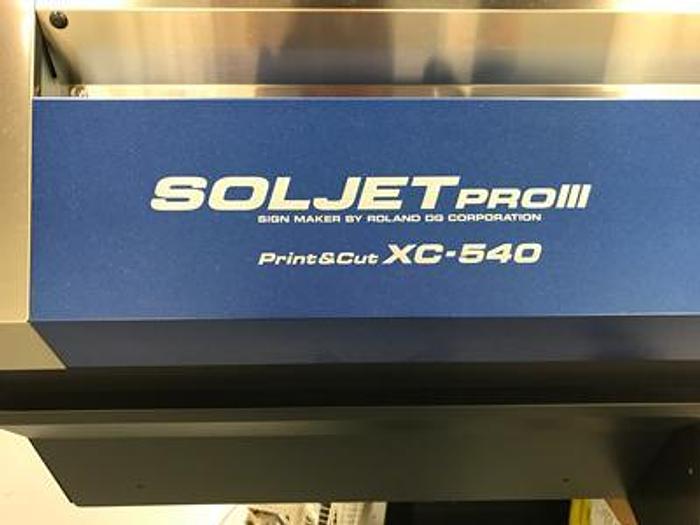 SOLJET PROIII
SIGN MAKER BY ROLAND DG CORPORATION
Print&Cut XC-540